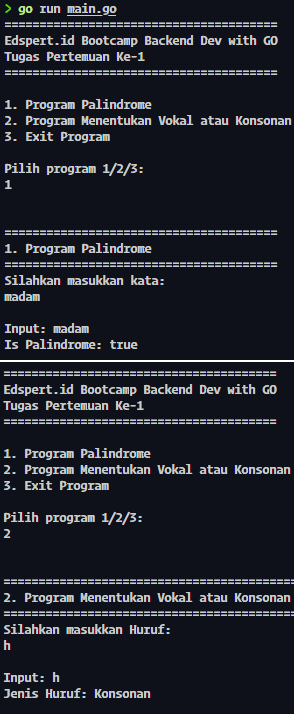 > go run main.go
=======================================
Edspert.id Bootcamp Backend Dev with GO
Tugas Pertemuan Ke-1
=======================================
1. Program Palindrome
2. Program Menentukan Vokal atau Konsonan
3. Exit Program
Pilih program 1/2/3:
1
=======================================
1. Program Palindrome
=======================================
Silahkan masukkan kata:
madam
Input: madam
Is Palindrome: true
=======================================
Edspert.id Bootcamp Backend Dev with GO
Tugas Pertemuan Ke-1
=======================================
1. Program Palindrome
2. Program Menentukan Vokal atau Konsonan
3. Exit Program
Pilih program 1/2/3:
2
=========================================
2. Program Menentukan Vokal atau Konsonan
=========================================
Silahkan masukkan Huruf:
h
Input: h
Jenis Huruf: Konsonan